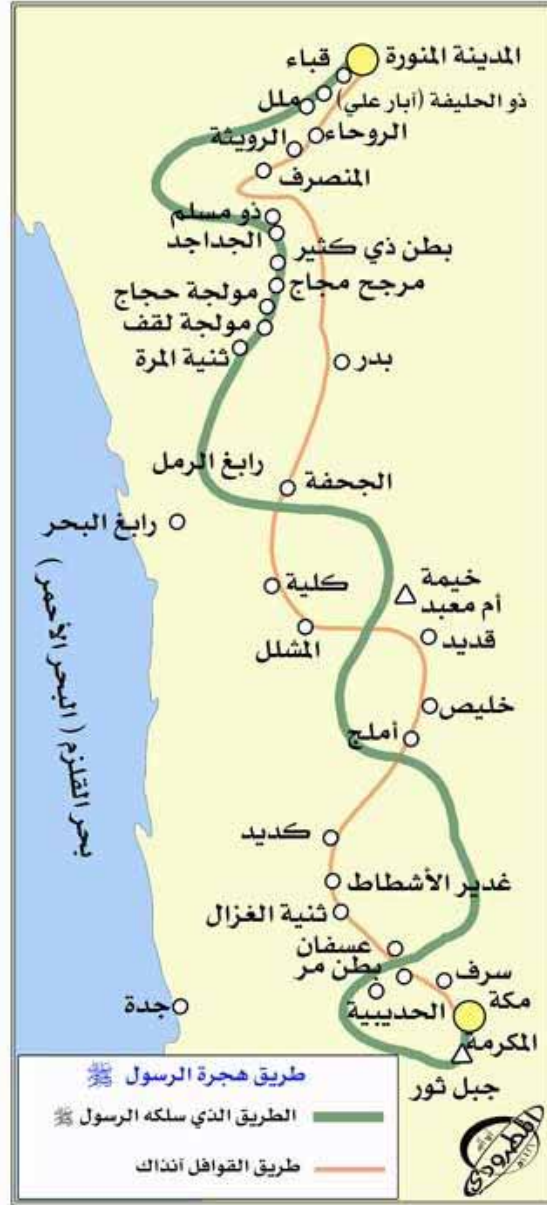 المدينة المنورة
قباء
ذو الحليفة (أبار علي)
ملل
الروحاء
الرويثة
المنصرف
ذو مسلم
الجداجد
بطن ذي كثير
مرجح مجاج
مولجة حجاج
مولجة لقف
ثنية المرة
بدر
رابغ الرمل
الجحفة
رابغ البحر
كلية
خيمة
أم معبد
المشلل
قديد
خليص
أملج
بحر القلزم ( البحر الأحمر )
كديد
غدير الأشطاط
ثنية الغزال
عسفان
بطن مر
سرف
مكة
المكرمة
الحديبية
جدة
جبل ثور
طريق هجرة الرسول ﷺ
الطريق الذي سلكه الرسول ﷺ
طريق القوافل آنذاك